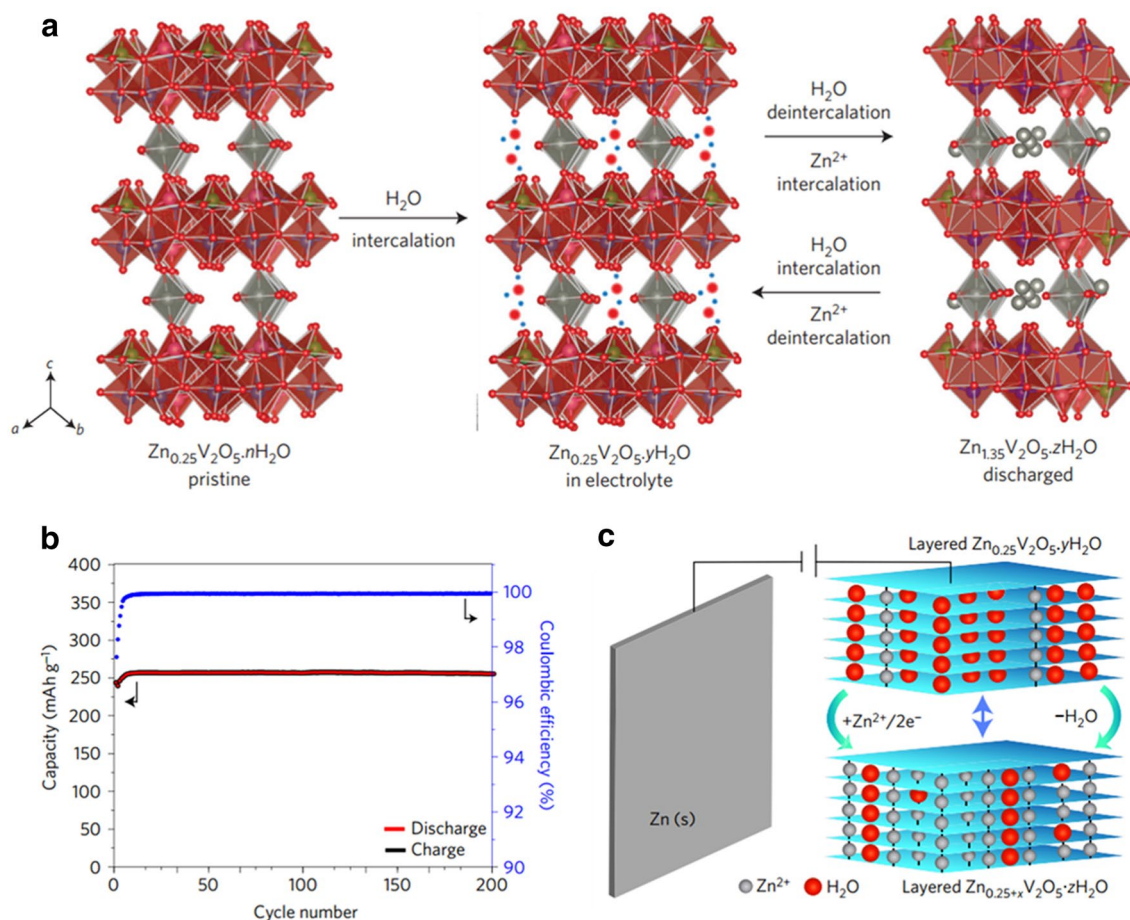 a
H₂O
intercalation
H₂O
deintercalation
Zn²⁺
intercalation
H₂O
intercalation
Zn²⁺
deintercalation
c
a
b
Zn₀.₂₅V₂O₅.nH₂O
pristine
Zn₀.₂₅V₂O₅.yH₂O
in electrolyte
Zn₁.₃₅V₂O₅.zH₂O
discharged
b
400
350
300
250
200
150
100
50
0
Capacity (mAh g⁻¹)
100
98
96
94
92
90
Coulombic efficiency (%)
Discharge
Charge
0
50
100
150
200
Cycle number
c
Layered Zn₀.₂₅V₂O₅.yH₂O
+Zn²⁺/2e⁻
−H₂O
Zn (s)
Zn²⁺
H₂O
Layered Zn₀.₂₅₊ₓV₂O₅·zH₂O